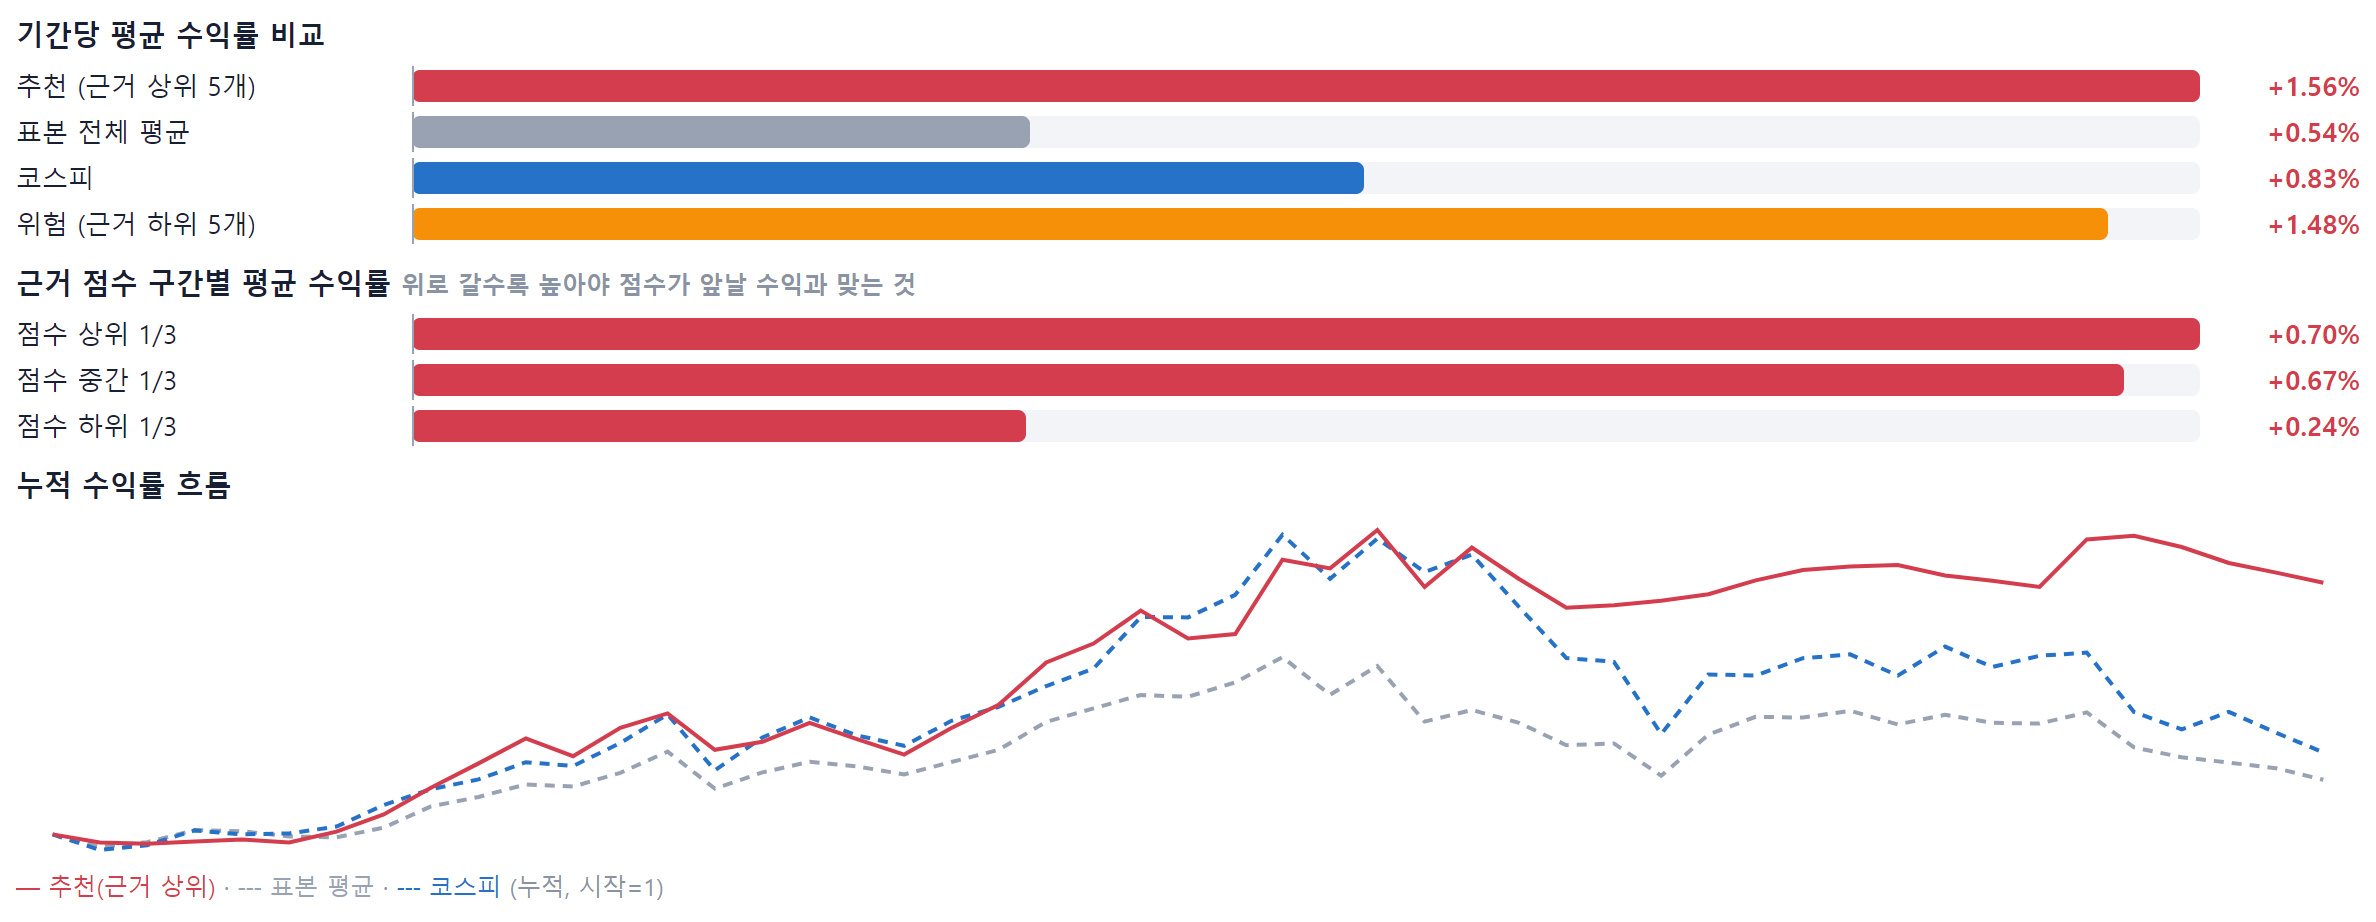 기간당 평균 수익률 비교
추천 (근거 상위 5개) +1.56%
표본 전체 평균 +0.54%
코스피 +0.83%
위험 (근거 하위 5개) +1.48%
근거 점수 구간별 평균 수익률 위로 갈수록 높아야 점수가 앞날 수익과 맞는 것
점수 상위 1/3 +0.70%
점수 중간 1/3 +0.67%
점수 하위 1/3 +0.24%
누적 수익률 흐름
— 추천(근거 상위) · --- 표본 평균 · --- 코스피 (누적, 시작=1)